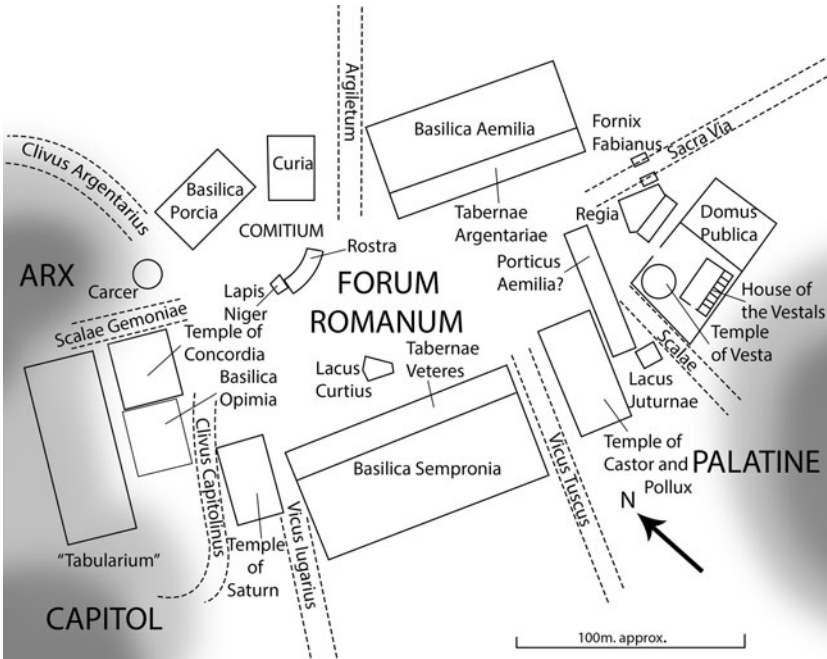 Argiletum
Clivus Argentarius
Basilica Aemilia
Fornix
Fabianus
Sacra Via
Curia
Basilica
Porcia
COMITIUM
Rostra
Tabernae
Argentariae
Regia
Domus
Publica
ARX
Carcer
Lapis
Niger
FORUM
ROMANUM
Porticus
Aemilia?
House of
the Vestals
Temple
of Vesta
Scalae Gemoniae
Temple of
Concordia
Basilica
Opimia
Lacus
Curtius
Tabernae
Veteres
Scalae
Lacus
Juturnae
Clivus Capitolinus
Basilica Sempronia
Vicus Tuscus
Temple of
Castor and
Pollux
PALATINE
N
"Tabularium"
Temple
of
Saturn
Vicus Iugarius
CAPITOL
100m. approx.